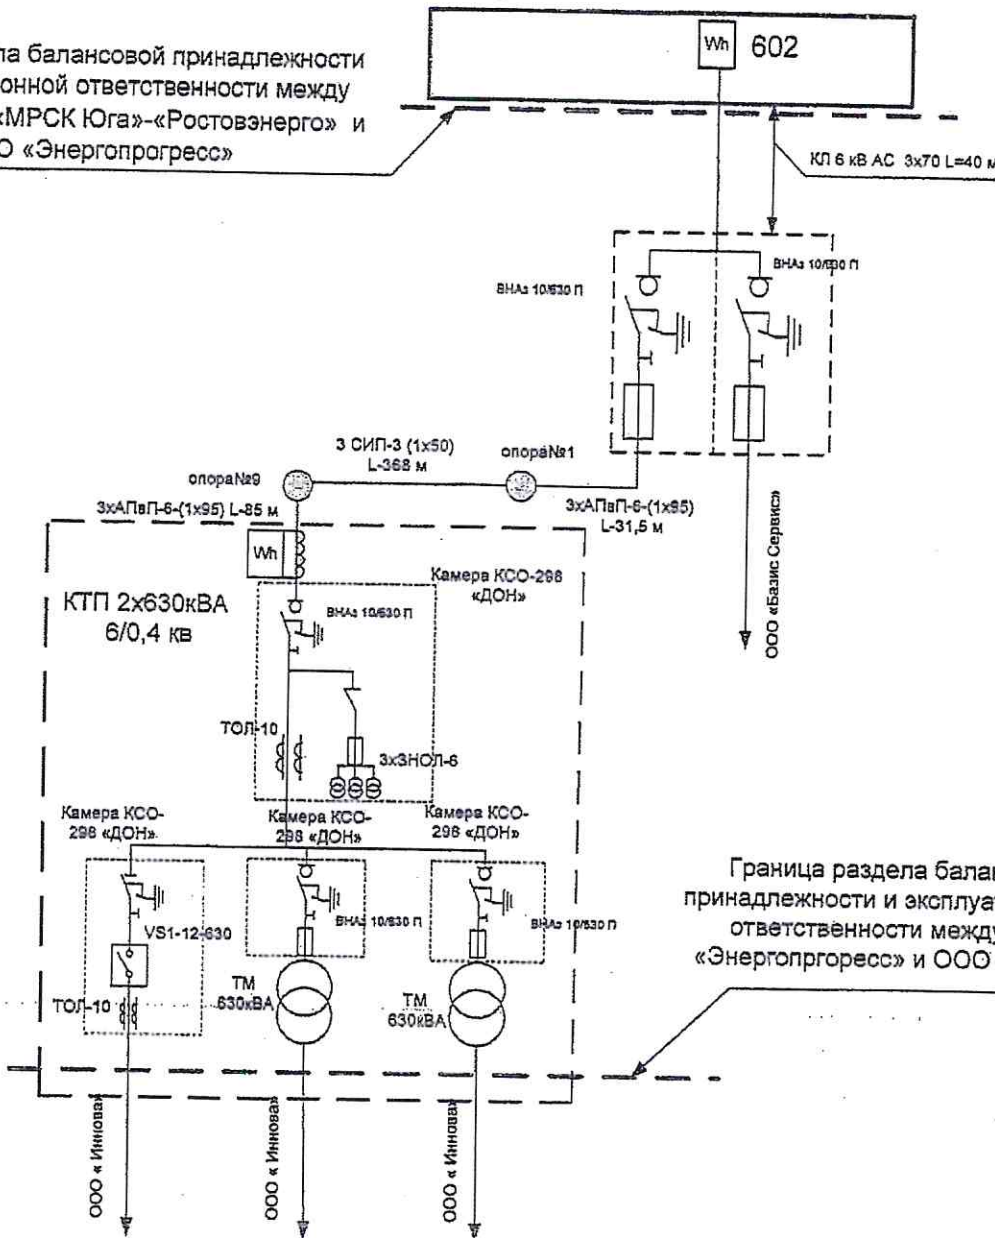 Wh 602
ла балансовой принадлежности
онной ответственности между
«МРСК Юга»-«Ростовэнерго» и
О «Энергопрогресс»
КЛ 6 кВ АС 3х70 L=40 м
ВНАз 10/630 П
ВНАз 10/630 П
3 СИП-3 (1х50)
L-368 м
опора№9
опора№1
3хАПвП-6-(1х95) L-85 м
3хАПвП-6-(1х95)
L-31,5 м
ООО «Базис Сервис»
Wh
Камера КСО-298
«ДОН»
КТП 2х630кВА
6/0,4 кв
ВНАз 10/630 П
ТОЛ-10
3хЗНОЛ-6
Камера КСО-
298 «ДОН»
Камера КСО-
298 «ДОН»
Камера КСО-
298 «ДОН»
Граница раздела балан
принадлежности и эксплуа
ответственности между
«Энергопргоресс» и ООО
VS1-12-630
ВНАз 10/630 П
ВНАз 10/630 П
ТОЛ-10
ТМ
630кВА
ТМ
630кВА
ООО « Иннова»
ООО « Иннова»
ООО « Иннова»